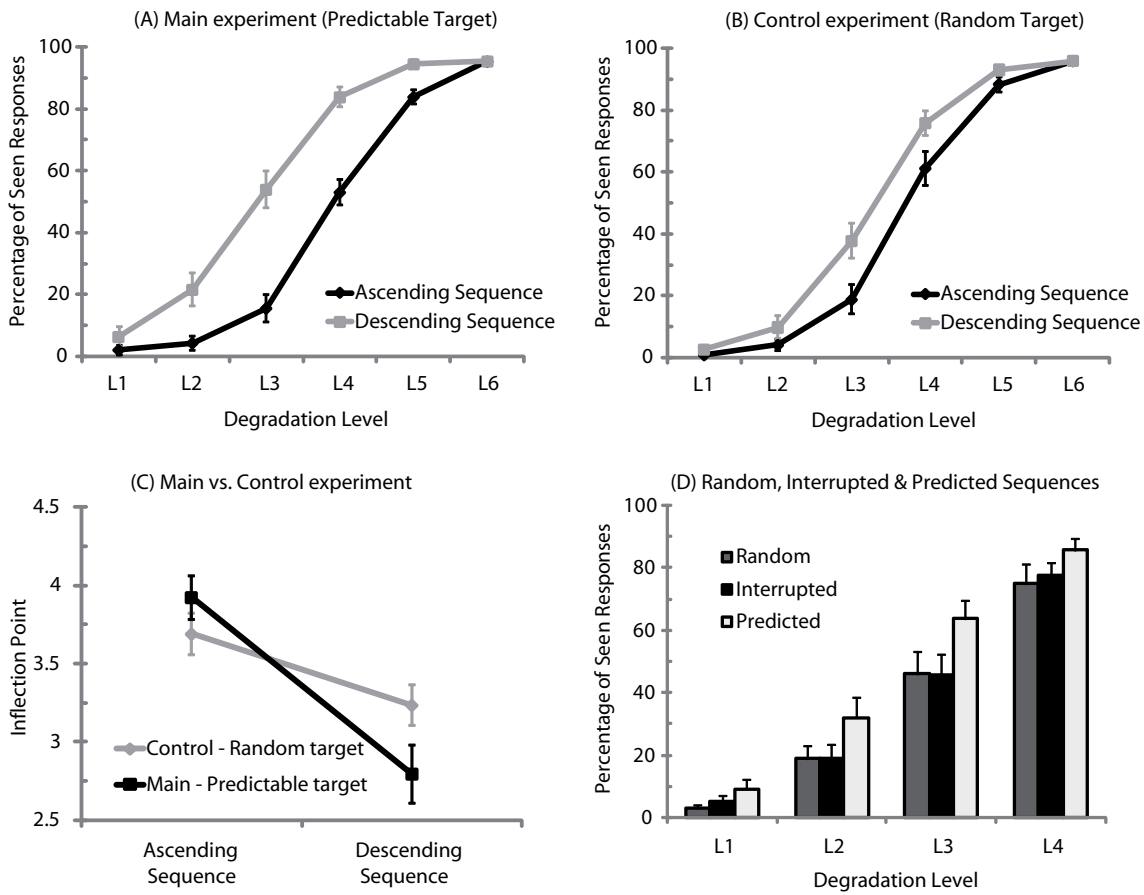 (A) Main experiment (Predictable Target)
Percentage of Seen Responses
100
80
60
40
20
0
Ascending Sequence
Descending Sequence
L1 L2 L3 L4 L5 L6
Degradation Level
(B) Control experiment (Random Target)
Percentage of Seen Responses
100
80
60
40
20
0
Ascending Sequence
Descending Sequence
L1 L2 L3 L4 L5 L6
Degradation Level
(C) Main vs. Control experiment
Inflection Point
4.5
4
3.5
3
2.5
Control - Random target
Main - Predictable target
Ascending Descending
Sequence Sequence
(D) Random, Interrupted & Predicted Sequences
Percentage of Seen Responses
100
80
60
40
20
0
Random
Interrupted
Predicted
L1 L2 L3 L4
Degradation Level